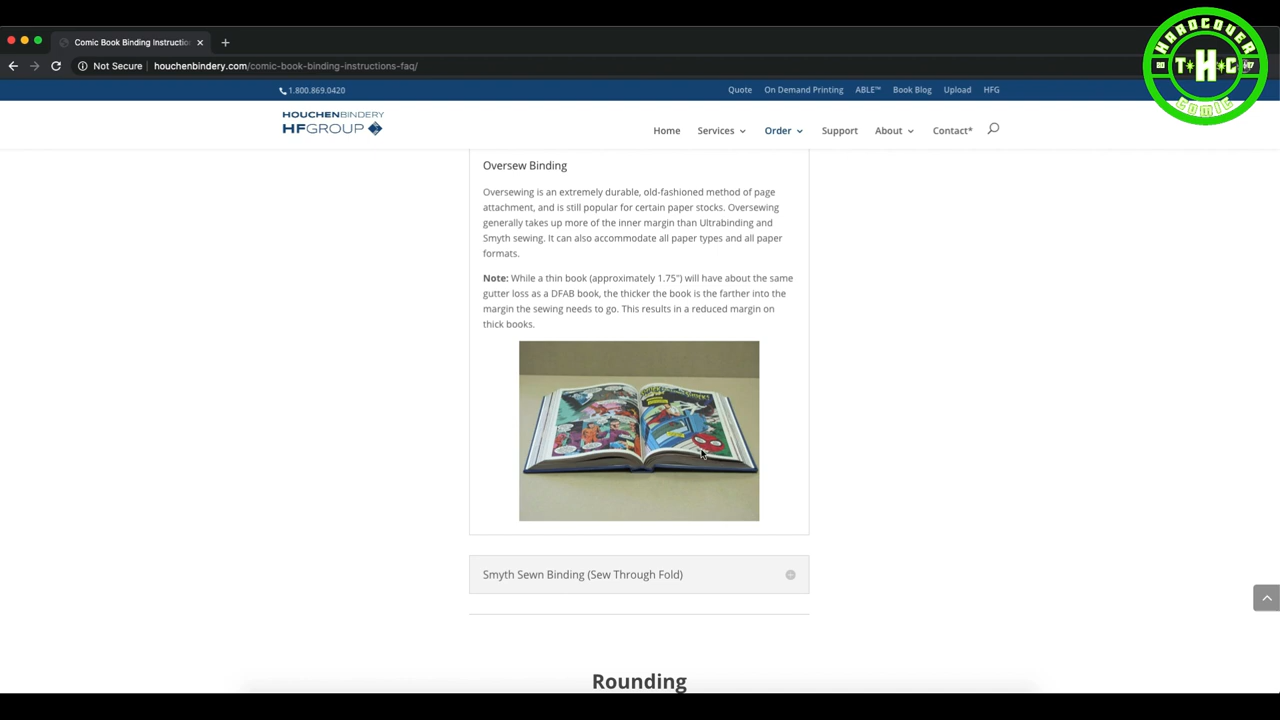 Comic Book Binding Instructio
Not Secure houchenbindery.com/comic-book-binding-instructions-faq/
HARDCOVER
T H C
COMIC
1.800.869.0420
Quote On Demand Printing ABLE™ Book Blog Upload HFG
HOUCHENBINDERY
HFGROUP
Home Services Order Support About Contact*
Oversew Binding
Oversewing is an extremely durable, old-fashioned method of page
attachment, and is still popular for certain paper stocks. Oversewing
generally takes up more of the inner margin than Ultrabinding and
Smyth sewing. It can also accommodate all paper types and all paper
formats.
Note: While a thin book (approximately 1.75") will have about the same
gutter loss as a DFAB book, the thicker the book is the farther into the
margin the sewing needs to go. This results in a reduced margin on
thick books.
Smyth Sewn Binding (Sew Through Fold)
Rounding